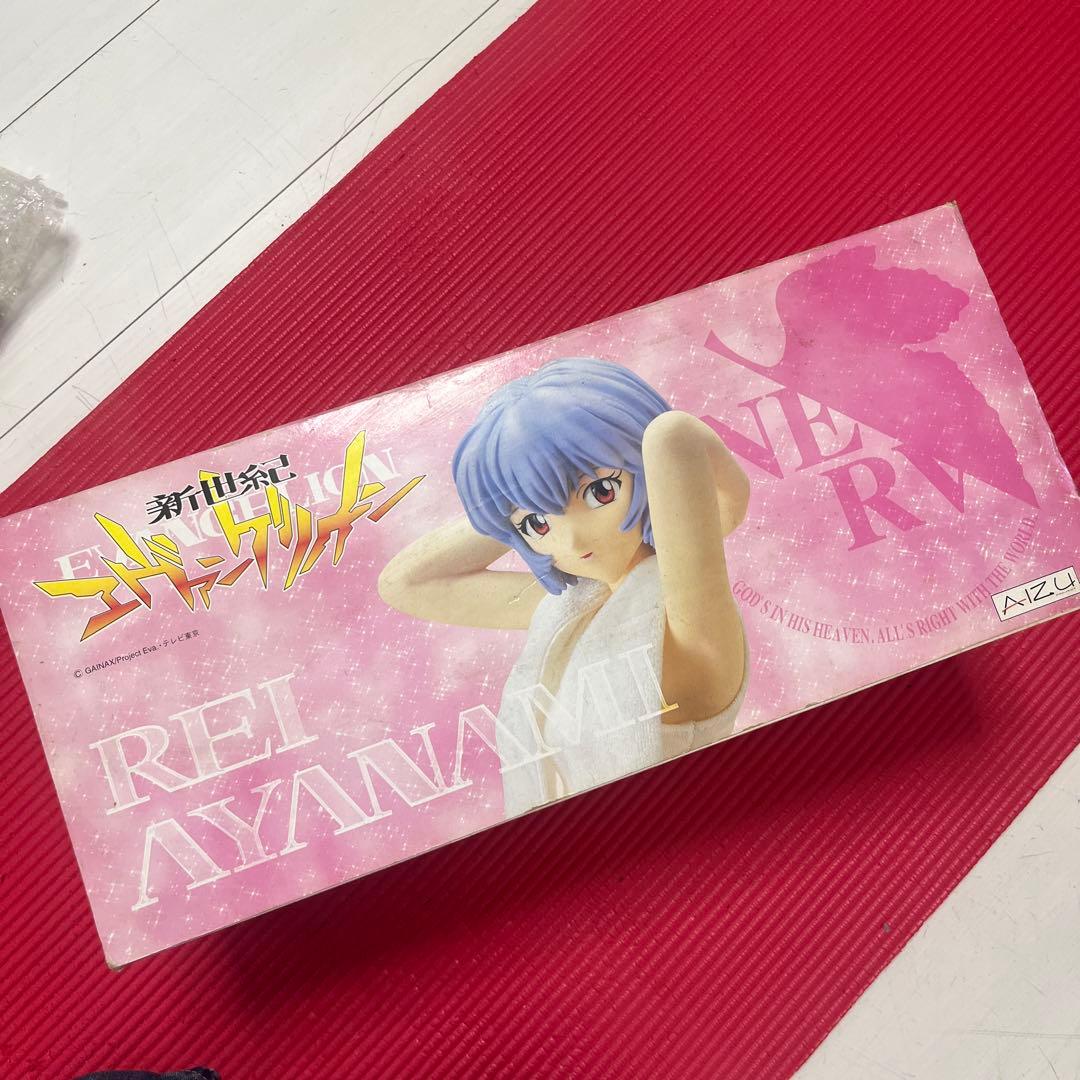 新世紀
EVANGELION
エヴァンゲリオン
© GAINAX/Project Eva.・テレビ東京
REI
AYANAMI
NERV
GOD'S IN HIS HEAVEN, ALL'S RIGHT WITH THE WORLD
AIZU